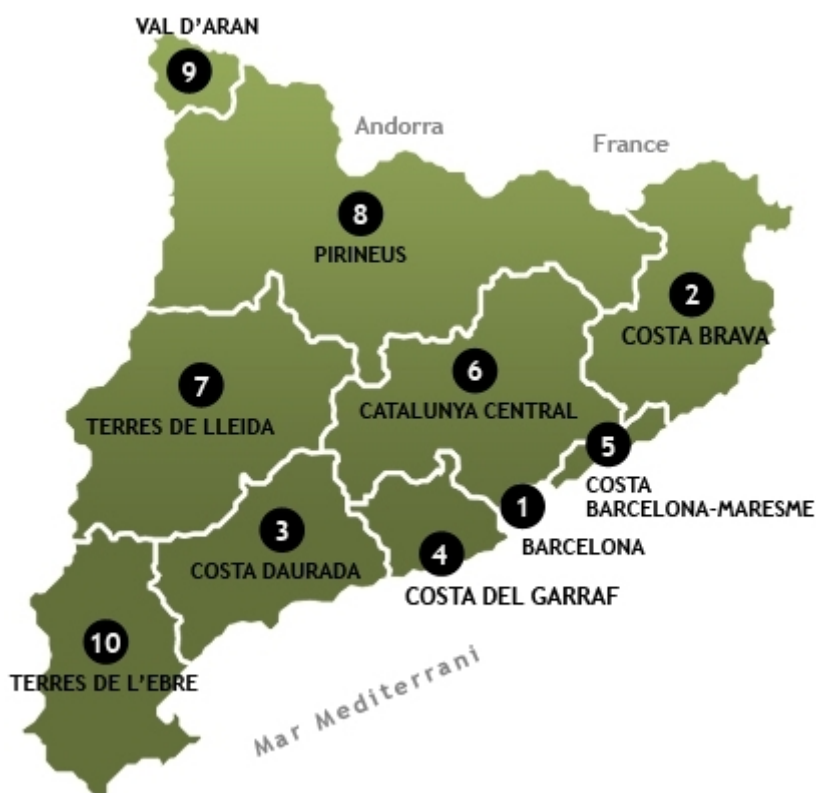 VAL D'ARAN
9
Andorra
France
8
PIRINEUS
2
COSTA BRAVA
6
CATALUNYA CENTRAL
7
TERRES DE LLEIDA
5
COSTA
BARCELONA-MARESME
1
BARCELONA
3
COSTA DAURADA
4
COSTA DEL GARRAF
10
TERRES DE L'EBRE
Mar Mediterrani